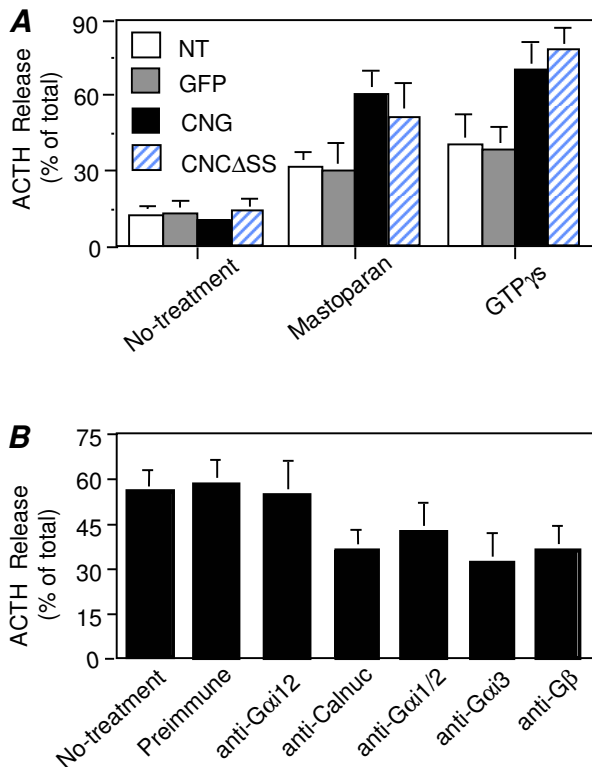 A
ACTH Release
(% of total)
90
60
30
0
NT
GFP
CNG
CNCΔSS
No-treatment
Mastoparan
GTPγs
B
ACTH Release
(% of total)
75
60
45
30
15
0
No-treatment
Preimmune
anti-Gαi12
anti-Calnuc
anti-Gαi1/2
anti-Gαi3
anti-Gβ